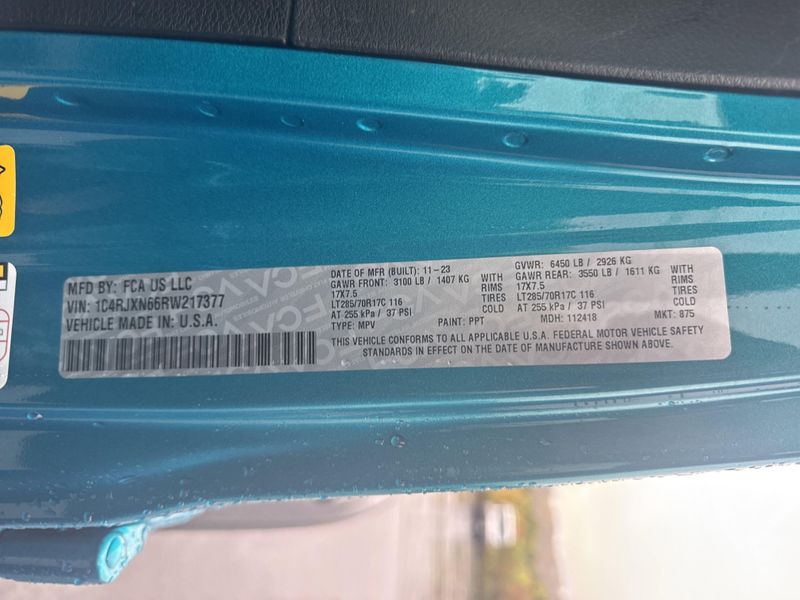 MFD BY: FCA US LLC
VIN: 1C4RJXN66RW217377
VEHICLE MADE IN: U.S.A.
DATE OF MFR (BUILT): 11-23
GAWR FRONT: 3100 LB / 1407 KG WITH
17X7.5 RIMS
LT285/70R17C 116 TIRES
AT 255 kPa / 37 PSI COLD
TYPE: MPV PAINT: PPT
GVWR: 6450 LB / 2926 KG
GAWR REAR: 3550 LB / 1611 KG WITH
17X7.5 RIMS
LT285/70R17C 116 TIRES
AT 255 kPa / 37 PSI COLD
MDH: 112418 MKT: 875
THIS VEHICLE CONFORMS TO ALL APPLICABLE U.S.A. FEDERAL MOTOR VEHICLE SAFETY
STANDARDS IN EFFECT ON THE DATE OF MANUFACTURE SHOWN ABOVE.